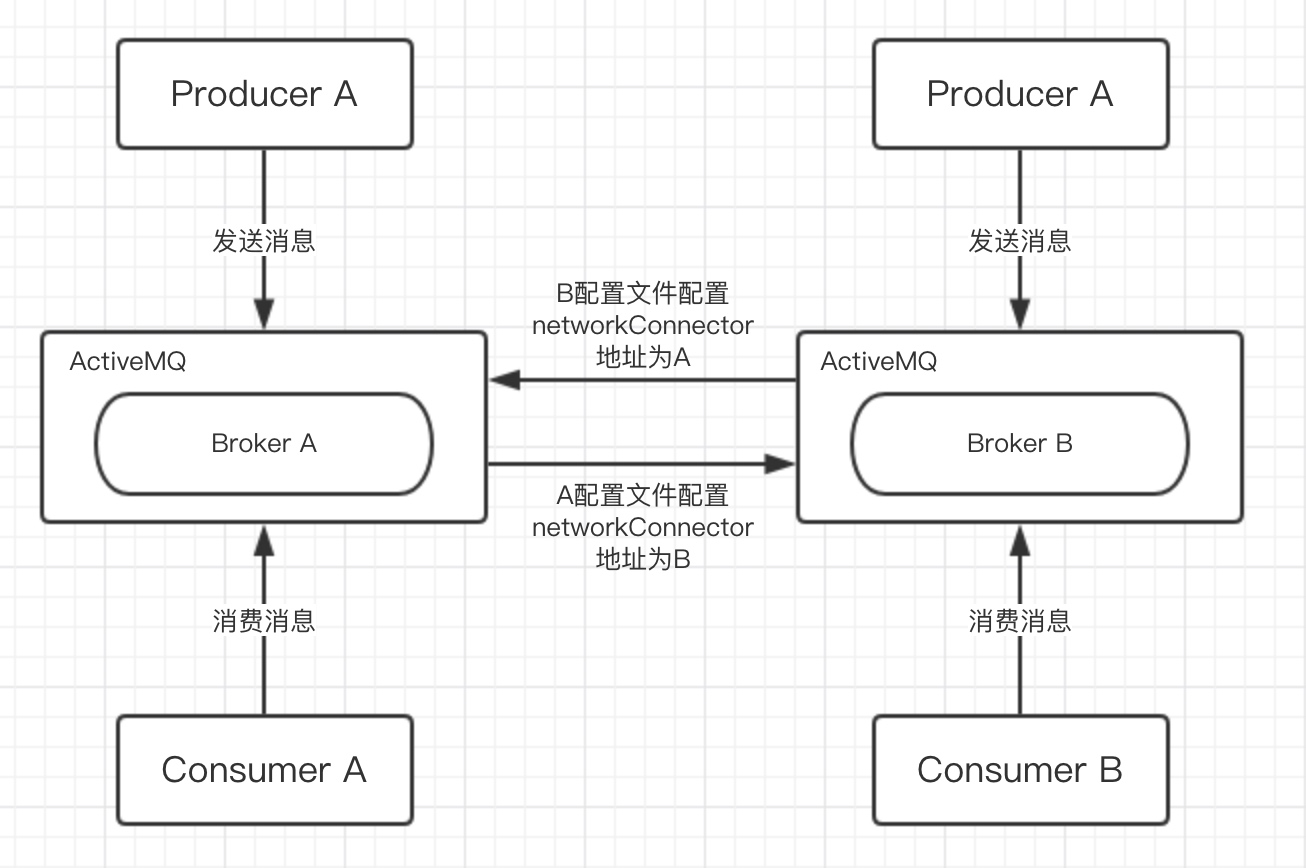 Producer A
Producer A
发送消息
发送消息
B配置文件配置
networkConnector
地址为A
ActiveMQ
ActiveMQ
Broker A
Broker B
A配置文件配置
networkConnector
地址为B
消费消息
消费消息
Consumer A
Consumer B